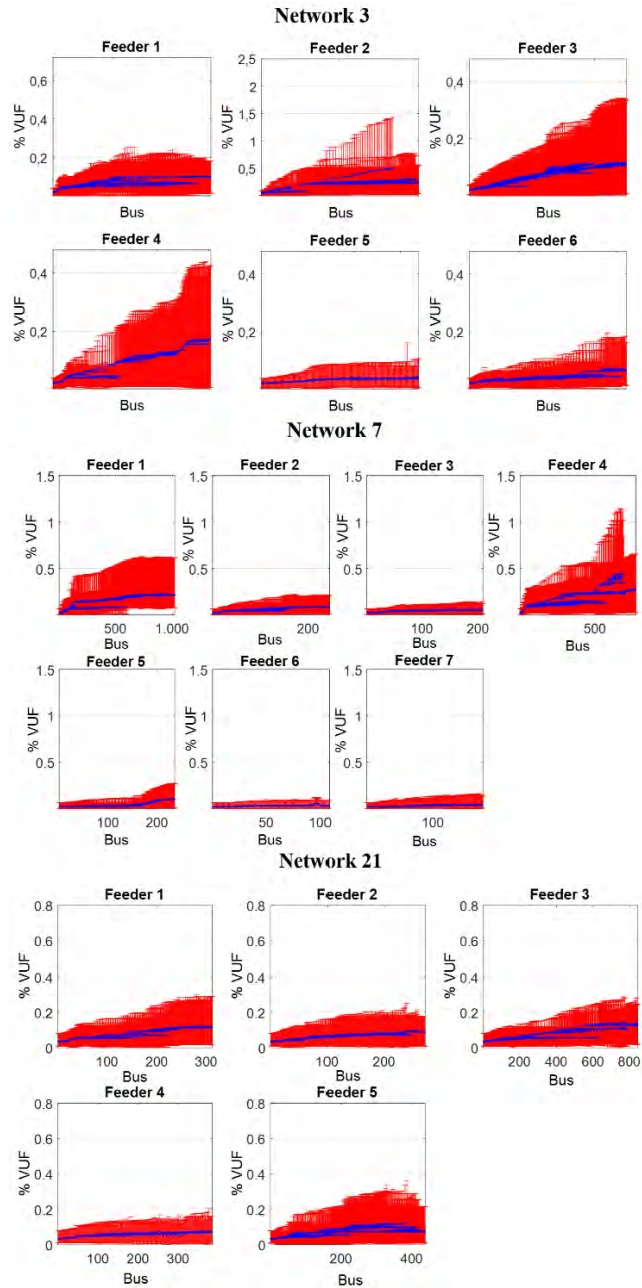 Network 3
Feeder 1
Feeder 2
Feeder 3
% VUF
0,6
0,4
0,2
Bus
% VUF
2,5
2
1,5
1
0,5
Bus
% VUF
0,4
0,2
Bus
Feeder 4
Feeder 5
Feeder 6
% VUF
0,4
0,2
Bus
% VUF
0,4
0,2
Bus
% VUF
0,4
0,2
Bus
Network 7
Feeder 1
Feeder 2
Feeder 3
Feeder 4
% VUF
1.5
1
0.5
500
1.000
Bus
% VUF
1.5
1
0.5
200
Bus
% VUF
1.5
1
0.5
100
200
Bus
% VUF
1.5
1
0.5
500
Bus
Feeder 5
Feeder 6
Feeder 7
% VUF
1.5
1
0.5
100
200
Bus
% VUF
1.5
1
0.5
50
100
Bus
% VUF
1.5
1
0.5
100
Bus
Network 21
Feeder 1
Feeder 2
Feeder 3
% VUF
0.8
0.6
0.4
0.2
0
100
200
300
Bus
% VUF
0.8
0.6
0.4
0.2
0
100
200
Bus
% VUF
0.8
0.6
0.4
0.2
0
200
400
600
800
Bus
Feeder 4
Feeder 5
% VUF
0.8
0.6
0.4
0.2
0
100
200
300
Bus
% VUF
0.8
0.6
0.4
0.2
0
200
400
Bus